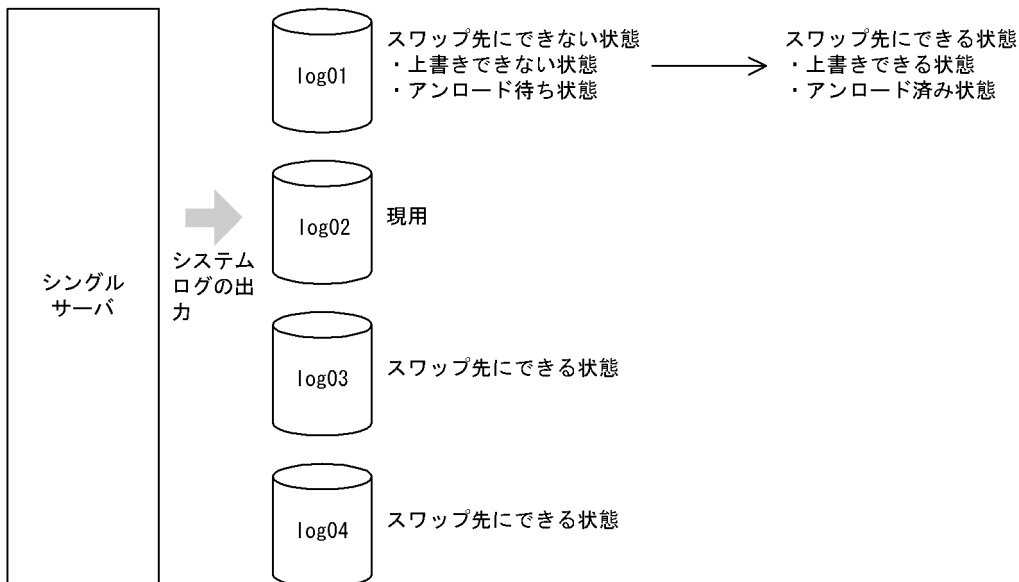 シングル
サーバ
システム
ログの出
力
log01
スワップ先にできない状態
・上書きできない状態
・アンロード待ち状態
スワップ先にできる状態
・上書きできる状態
・アンロード済み状態
log02
現用
log03
スワップ先にできる状態
log04
スワップ先にできる状態